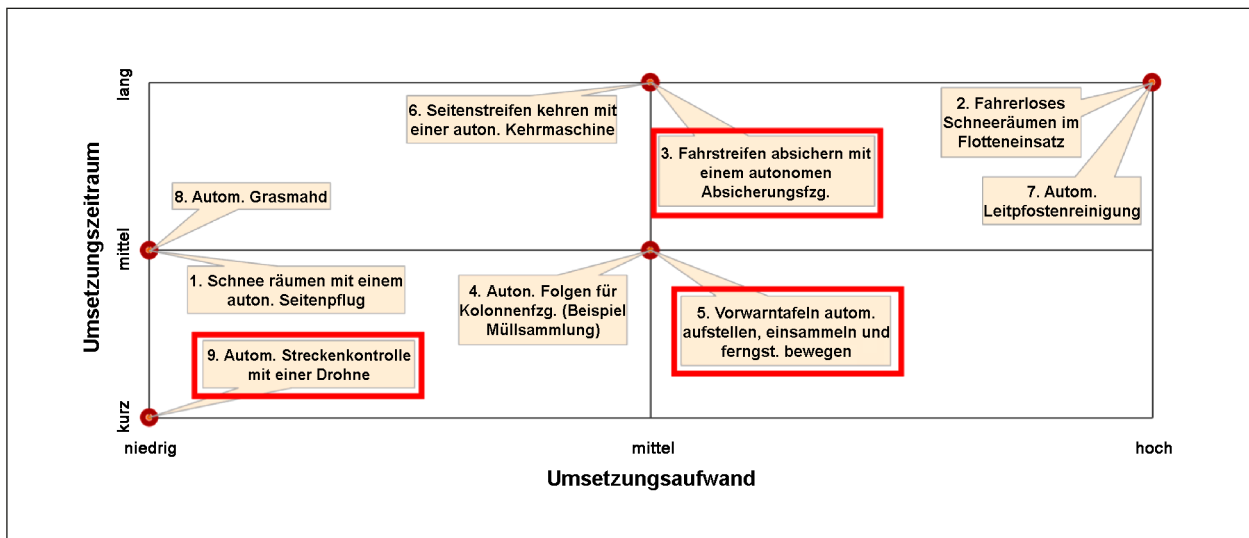 Umsetzungszeitraum
lang
mittel
kurz
6. Seitenstreifen kehren mit
einer auton. Kehrmaschine
3. Fahrstreifen absichern mit
einem autonomen
Absicherungsfzg.
2. Fahrerloses
Schneeräumen im
Flotteneinsatz
7. Autom.
Leitpfostenreinigung
8. Autom. Grasmahd
1. Schnee räumen mit einem
auton. Seitenpflug
4. Auton. Folgen für
Kolonnenfzg. (Beispiel
Müllsammlung)
5. Vorwarntafeln autom.
aufstellen, einsammeln und
ferngst. bewegen
9. Autom. Streckenkontrolle
mit einer Drohne
niedrig
mittel
hoch
Umsetzungsaufwand